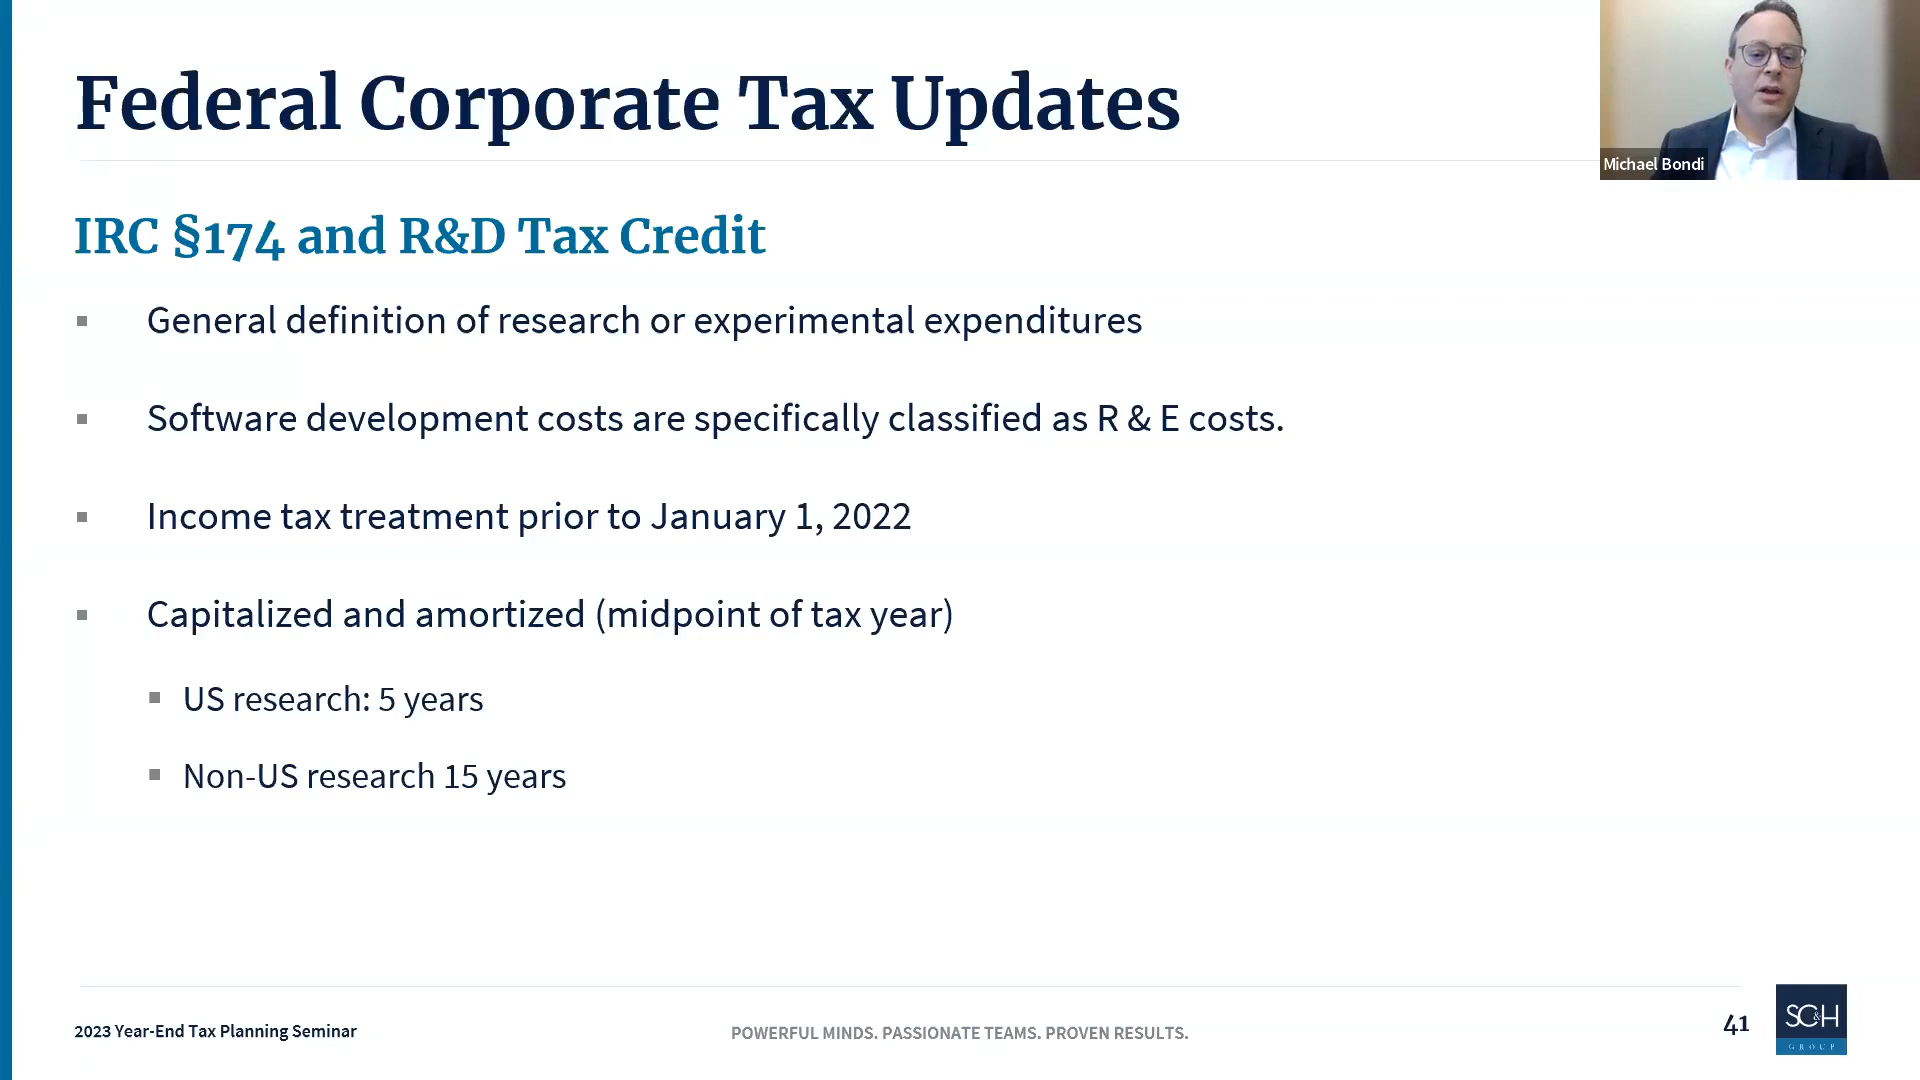 Federal Corporate Tax Updates
Michael Bondi
IRC §174 and R&D Tax Credit
General definition of research or experimental expenditures
Software development costs are specifically classified as R & E costs.
Income tax treatment prior to January 1, 2022
Capitalized and amortized (midpoint of tax year)
US research: 5 years
Non-US research 15 years
2023 Year-End Tax Planning Seminar
POWERFUL MINDS. PASSIONATE TEAMS. PROVEN RESULTS.
41
SC&H
GROUP